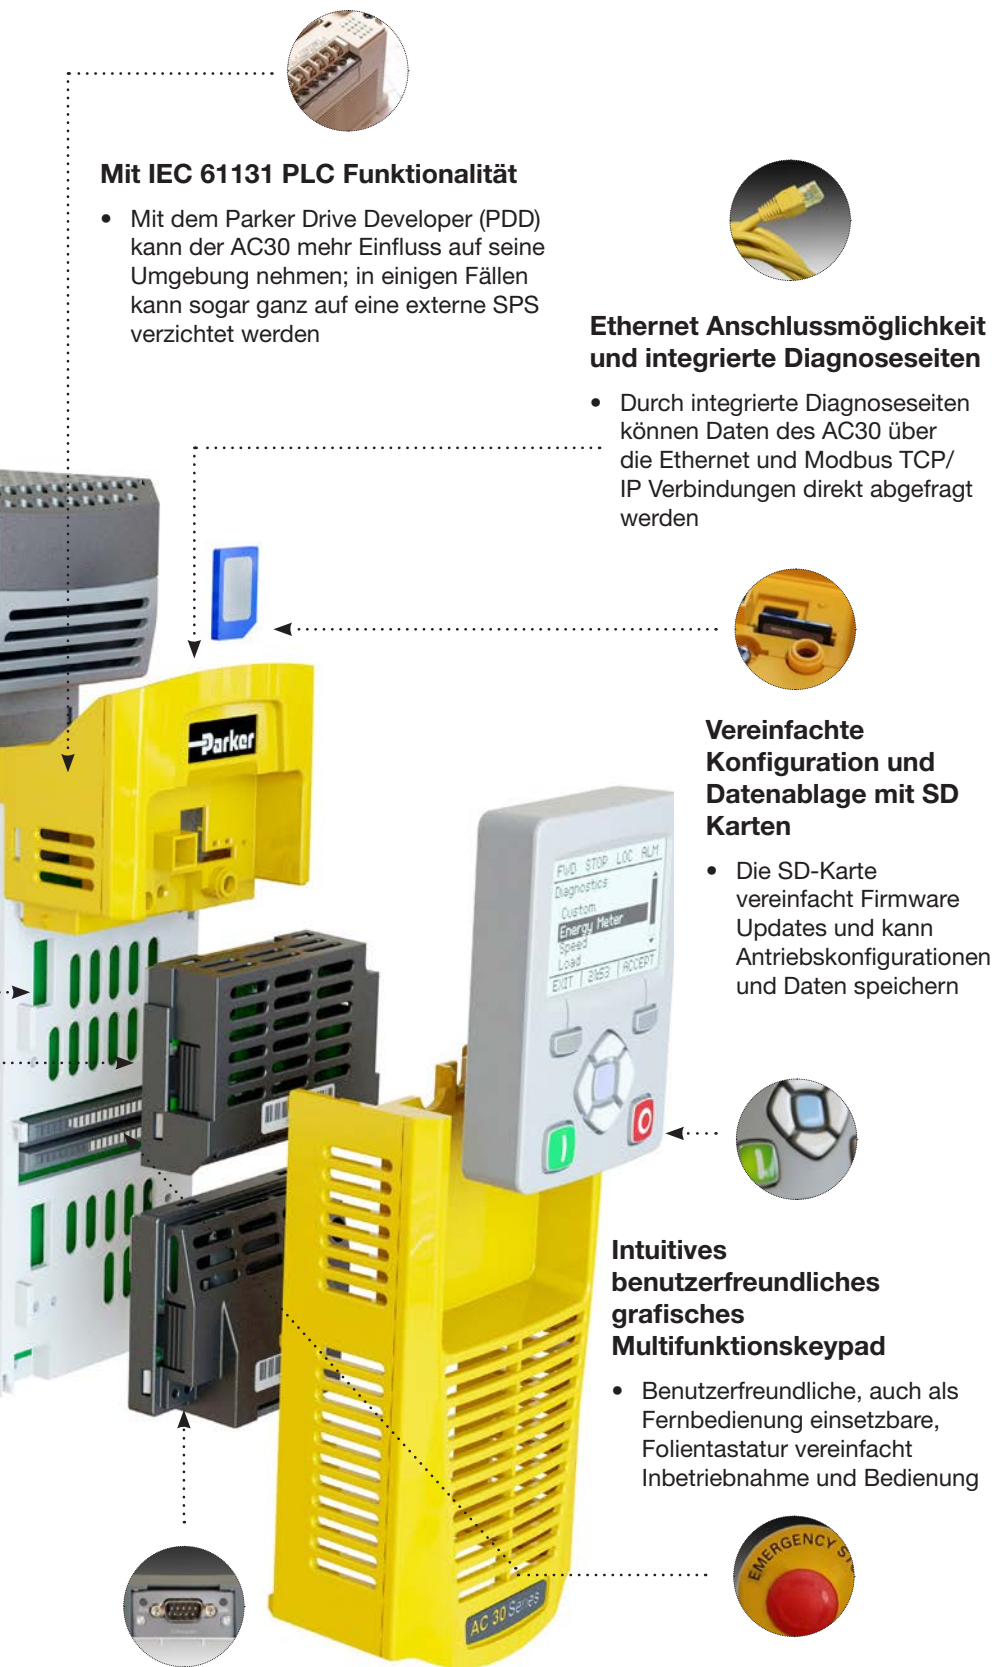 Mit IEC 61131 PLC Funktionalität
• Mit dem Parker Drive Developer (PDD)
kann der AC30 mehr Einfluss auf seine
Umgebung nehmen; in einigen Fällen
kann sogar ganz auf eine externe SPS
verzichtet werden
Ethernet Anschlussmöglichkeit
und integrierte Diagnoseseiten
• Durch integrierte Diagnoseseiten
können Daten des AC30 über
die Ethernet und Modbus TCP/
IP Verbindungen direkt abgefragt
werden
Parker
Vereinfachte
Konfiguration und
Datenablage mit SD
Karten
• Die SD-Karte
vereinfacht Firmware
Updates und kann
Antriebskonfigurationen
und Daten speichern
FWD STOP LOC ALM
Diagnostics
Custom
Energy Meter
Speed
Load
EXIT | 2153 | ACCEPT
Intuitives
benutzerfreundliches
grafisches
Multifunktionskeypad
• Benutzerfreundliche, auch als
Fernbedienung einsetzbare,
Folientastatur vereinfacht
Inbetriebnahme und Bedienung
EMERGENCY ST
AC 30 Series